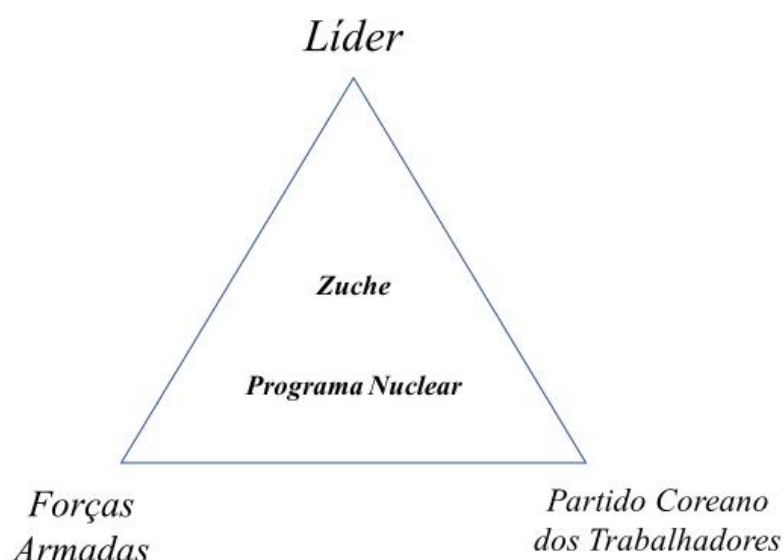 Líder
Zuche
Programa Nuclear
Forças
Armadas
Partido Coreano
dos Trabalhadores